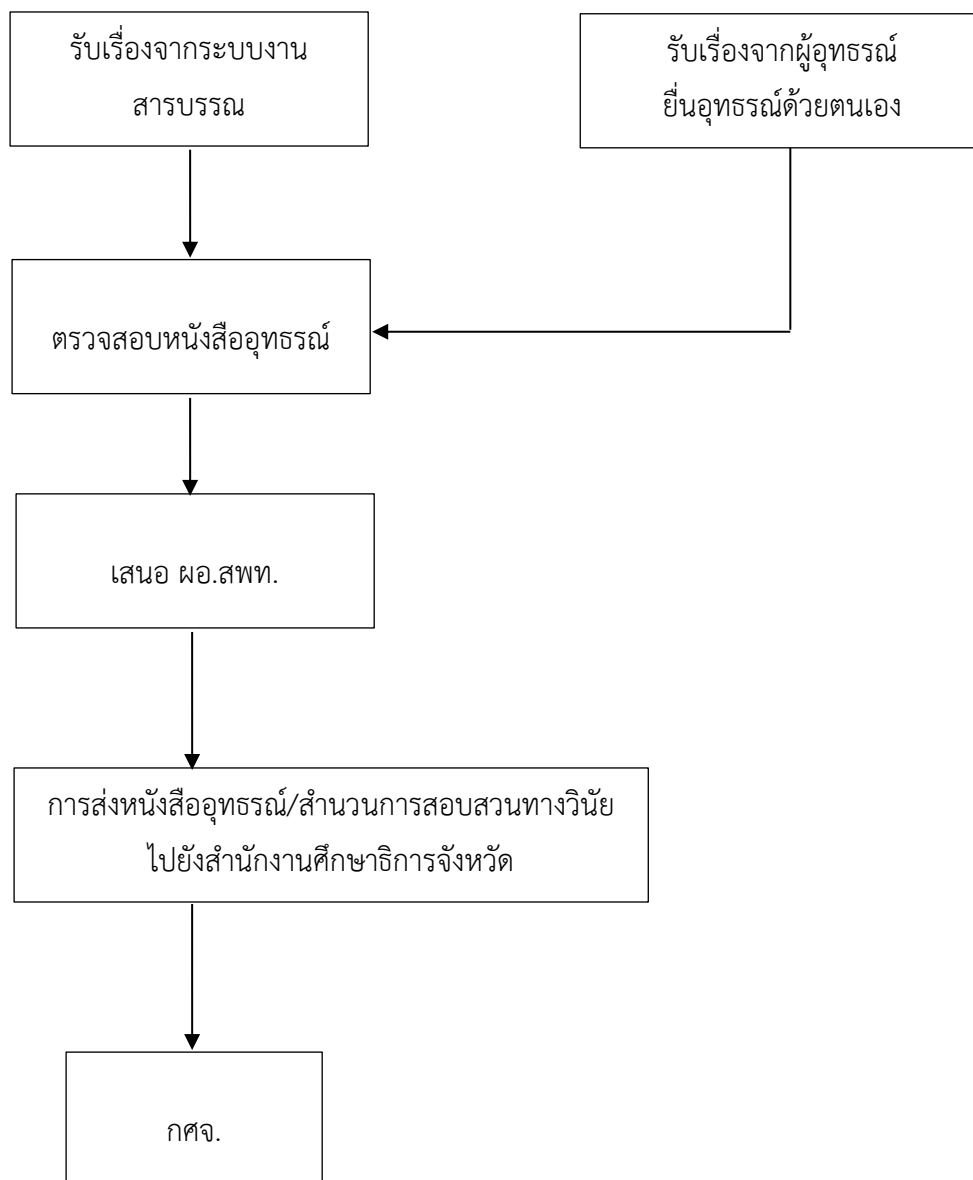 รับเรื่องจากระบบงาน
สารบรรณ
รับเรื่องจากผู้อุทธรณ์
ยื่นอุทธรณ์ด้วยตนเอง
ตรวจสอบหนังสืออุทธรณ์
เสนอ ผอ.สพท.
การส่งหนังสืออุทธรณ์/สำนวนการสอบสวนทางวินัย
ไปยังสำนักงานศึกษาธิการจังหวัด
กศจ.